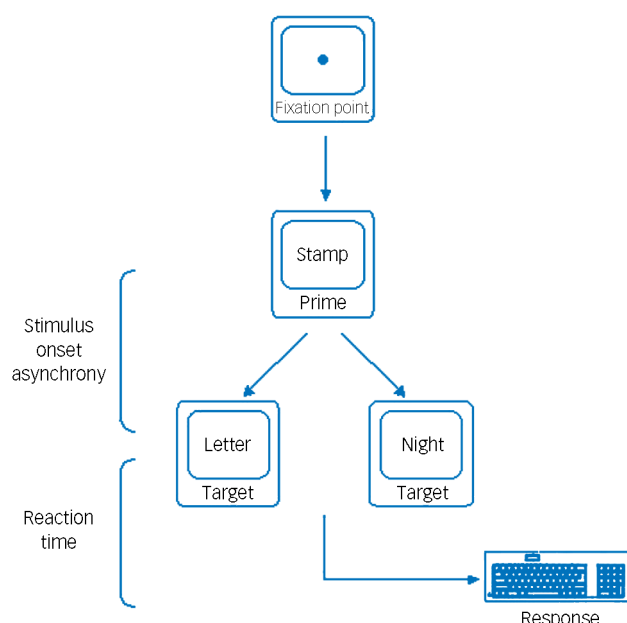 Fixation point
Stamp
Prime
Stimulus
onset
asynchrony
Letter
Night
Target
Target
Reaction
time
Response